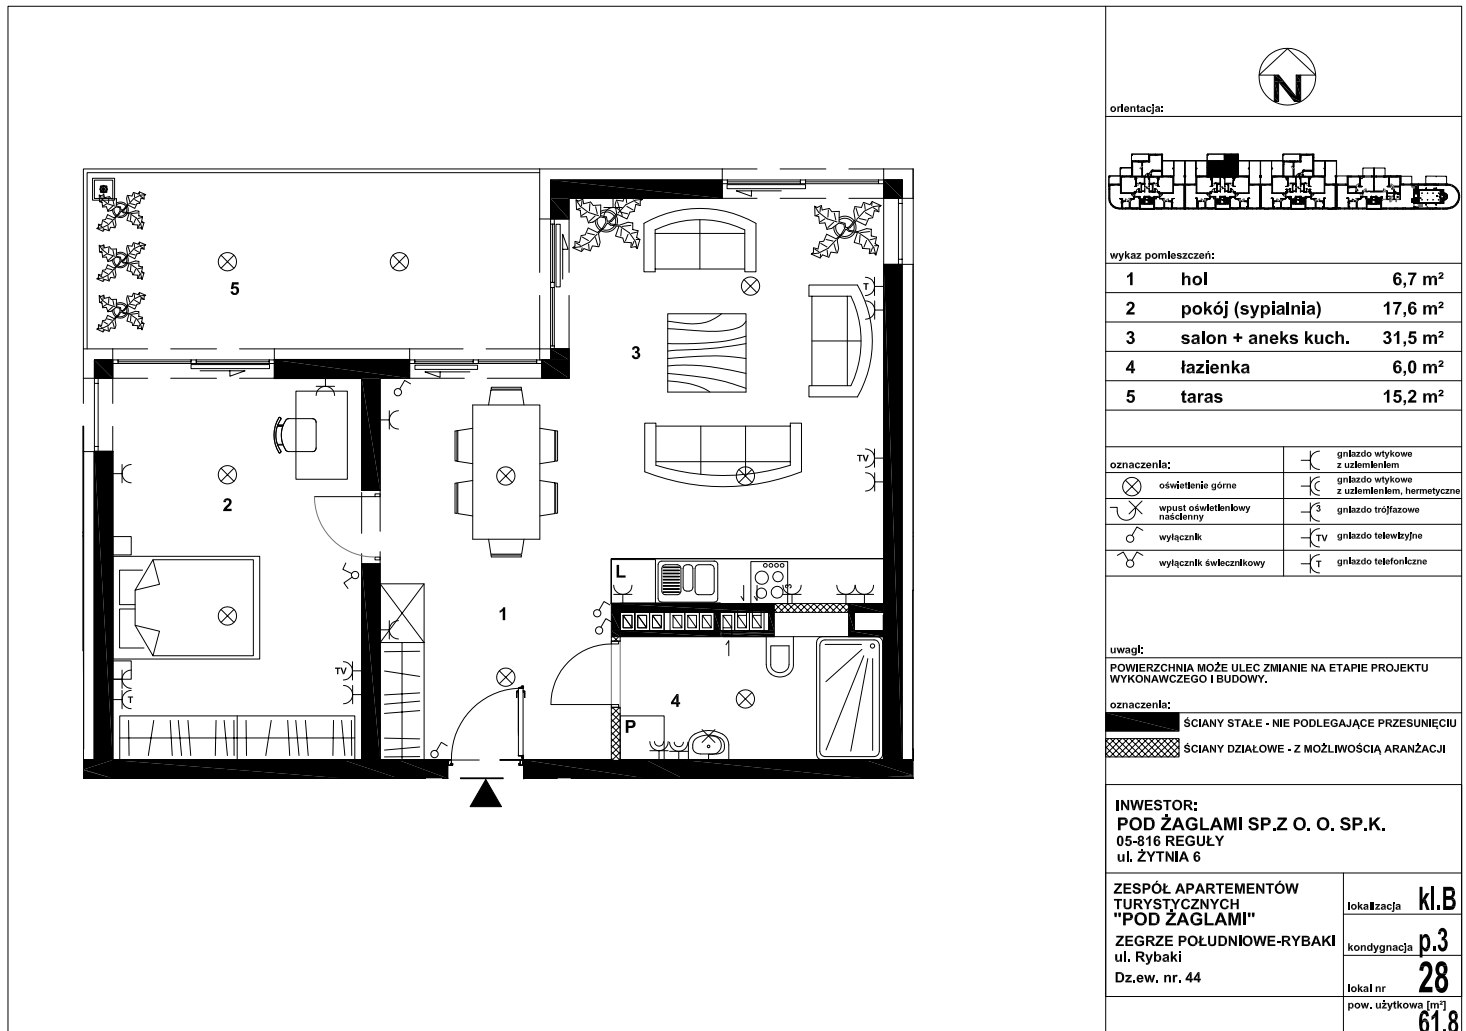 N
orientacja:
wykaz pomieszczeń:
1 hol 6,7 m²
2 pokój (sypialnia) 17,6 m²
3 salon + aneks kuch. 31,5 m²
4 łazienka 6,0 m²
5 taras 15,2 m²
oznaczenia:
oświetlenie górne
wpust oświetleniowy
naścienny
wyłącznik
wyłącznik świecznikowy
gniazdo wtykowe
z uziemieniem
gniazdo wtykowe
z uziemieniem, hermetyczne
3 gniazdo trójfazowe
TV gniazdo telewizyjne
T gniazdo telefoniczne
uwagi:
POWIERZCHNIA MOŻE ULEC ZMIANIE NA ETAPIE PROJEKTU
WYKONAWCZEGO I BUDOWY.
oznaczenia:
ŚCIANY STAŁE - NIE PODLEGAJĄCE PRZESUNIĘCIU
ŚCIANY DZIAŁOWE - Z MOŻLIWOŚCIĄ ARANŻACJI
INWESTOR:
POD ŻAGLAMI SP.Z O. O. SP.K.
05-816 REGUŁY
ul. ŻYTNIA 6
ZESPÓŁ APARTEMENTÓW
TURYSTYCZNYCH
"POD ŻAGLAMI"
ZEGRZE POŁUDNIOWE-RYBAKI
ul. Rybaki
Dz.ew. nr. 44
lokalizacja kl.B
kondygnacja p.3
lokal nr 28
pow. użytkowa [m²]
61,8
5
3
T
TV
2
1
L
3
TV
T
4
P